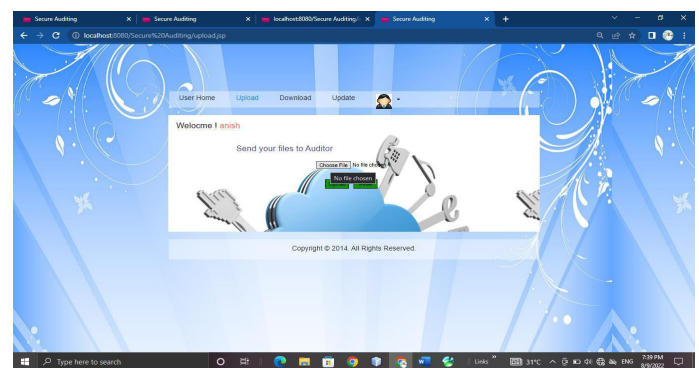 Secure Auditing
Secure Auditing
localhost:8080/Secure Auditing/
Secure Auditing
localhost:8080/Secure%20Auditing/upload.jsp
User Home Upload Download Update
Welocme ! anish
Send your files to Auditor
Choose File No file chosen
No file chosen
Copyright © 2014. All Rights Reserved.
Type here to search
Links
31°C
ENG
7:39 PM
8/9/2022